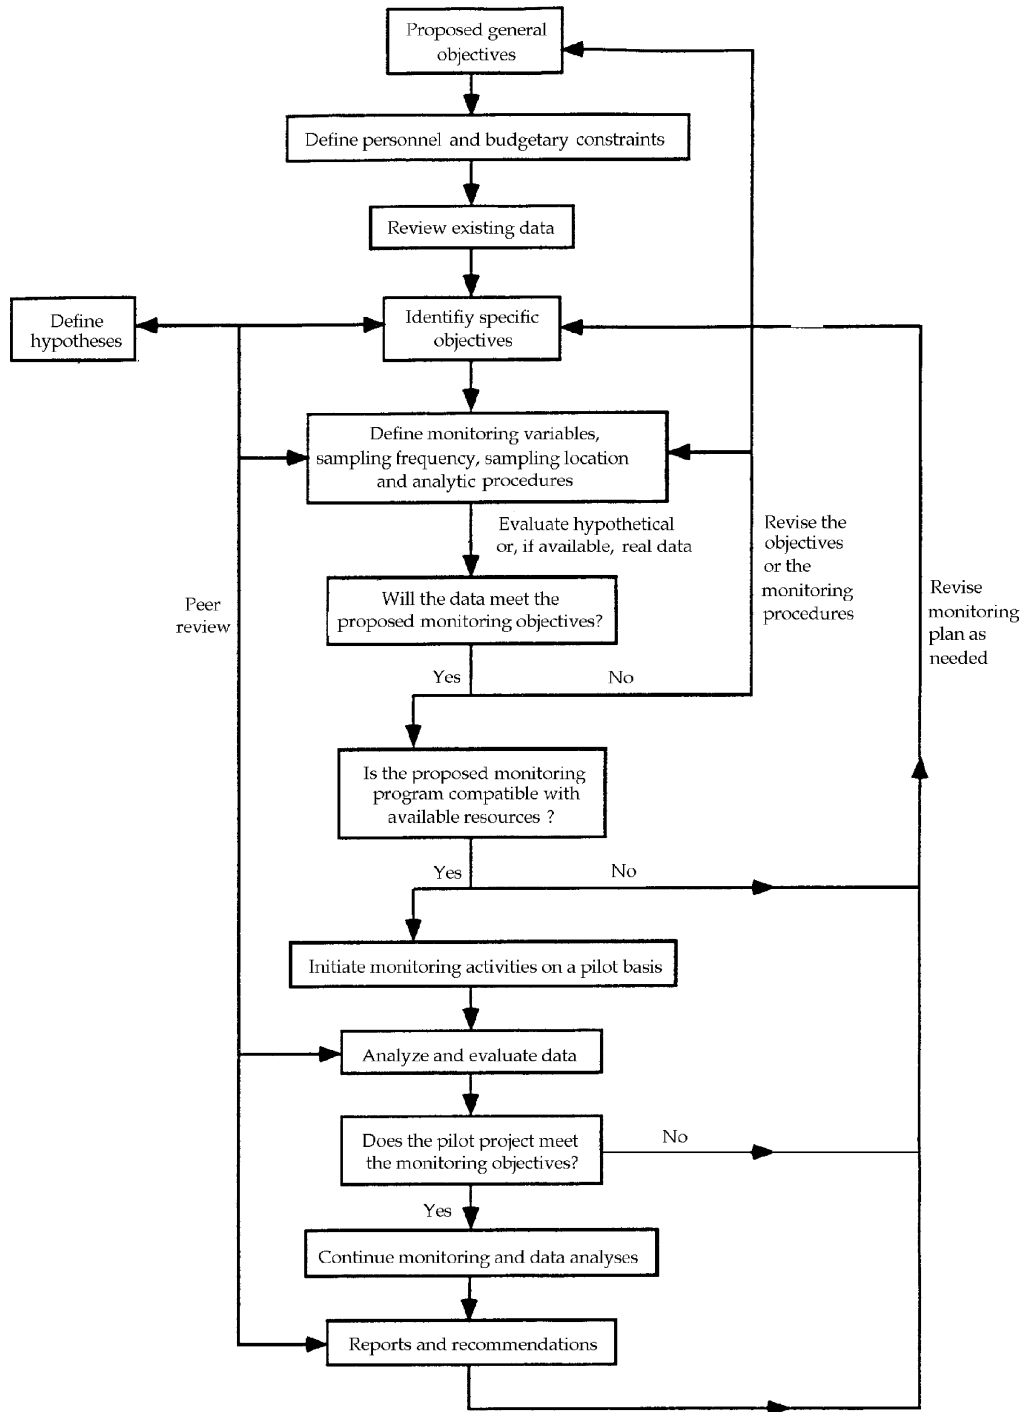 Proposed general
objectives
Define personnel and budgetary constraints
Review existing data
Define
hypotheses
Identifiy specific
objectives
Define monitoring variables,
sampling frequency, sampling location
and analytic procedures
Evaluate hypothetical
or, if available, real data
Revise the
objectives
or the
monitoring
procedures
Revise
monitoring
plan as
needed
Peer
review
Will the data meet the
proposed monitoring objectives?
Yes
No
Is the proposed monitoring
program compatible with
available resources ?
Yes
No
Initiate monitoring activities on a pilot basis
Analyze and evaluate data
Does the pilot project meet
the monitoring objectives?
No
Yes
Continue monitoring and data analyses
Reports and recommendations